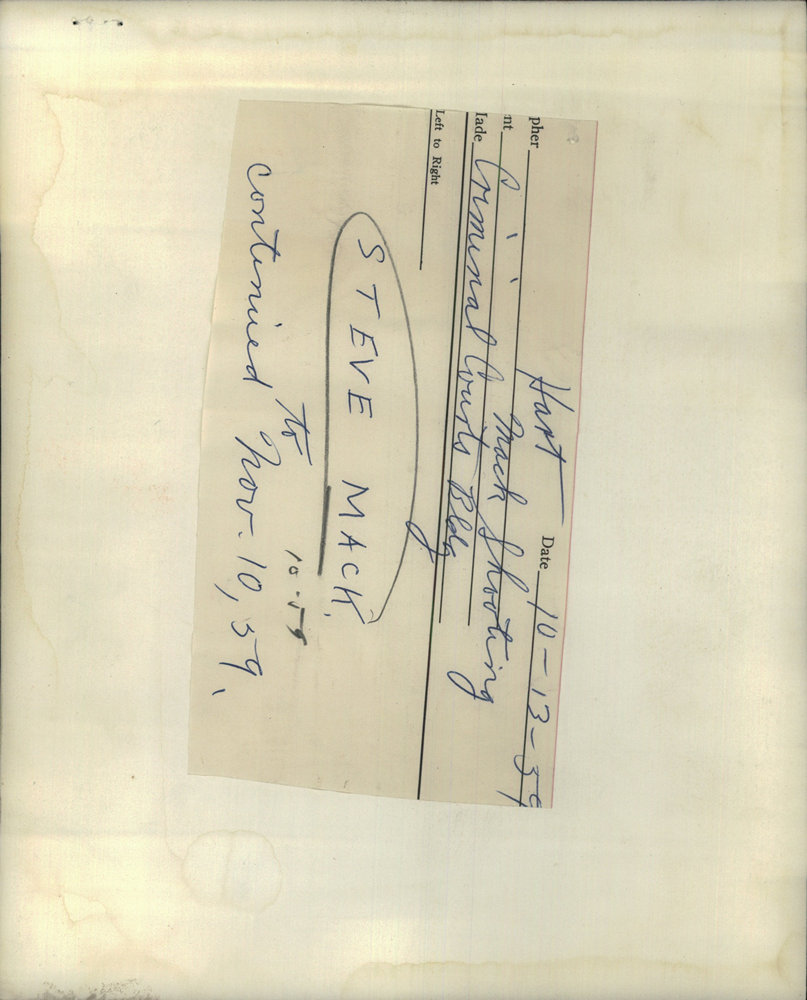 pher Hart Date 10-13-59
nt Mack Shooting
lade Criminal Courts Bldg
Left to Right
STEVE MACK
10.59
continued to Nov. 10, 59.